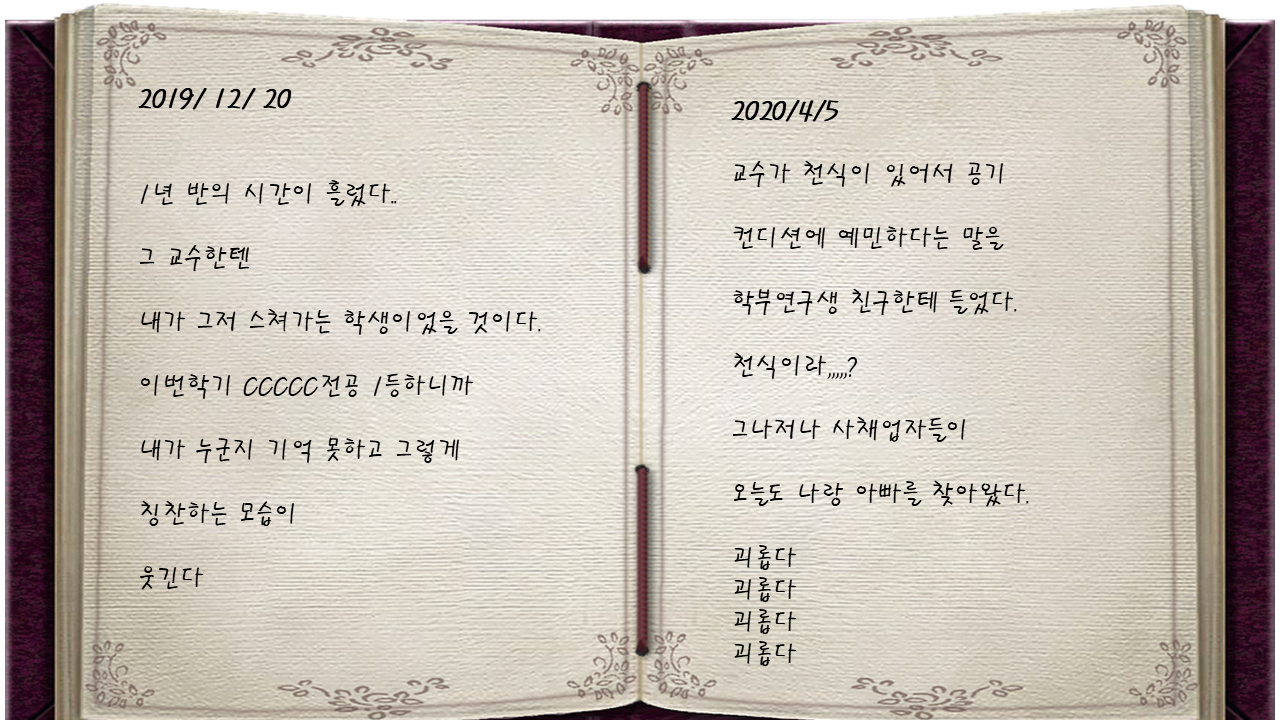 2019/ 12/ 20
1년 반의 시간이 흘렀다..
그 교수한텐
내가 그저 스쳐가는 학생이었을 것이다.
이번학기 CCCCC전공 1등하니까
내가 누군지 기억 못하고 그렇게
칭찬하는 모습이
웃긴다
2020/4/5
교수가 천식이 있어서 공기
컨디션에 예민하다는 말을
학부연구생 친구한테 들었다.
천식이라,,,,,?
그나저나 사채업자들이
오늘도 나랑 아빠를 찾아왔다.
괴롭다
괴롭다
괴롭다
괴롭다